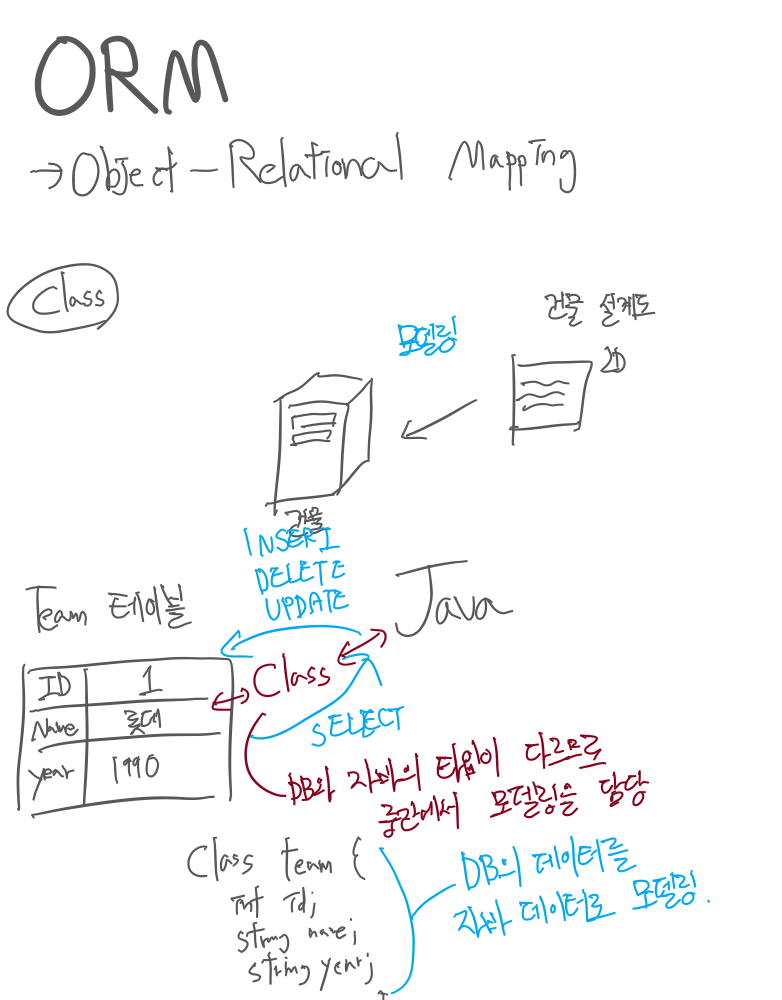 ORM
→ Object - Relational Mapping
Class
모델링
건물 설계도
2D
건물
INSERT
DELETE
UPDATE
Team 테이블
Java
ID 1
Name 롯데
year 1990
Class
SELECT
DB와 자바의 타입이 다르므로
중간에서 모델링을 담당
Class team {
int id;
string name;
string year;
}
DB의 데이터를
자바 데이터로 모델링.